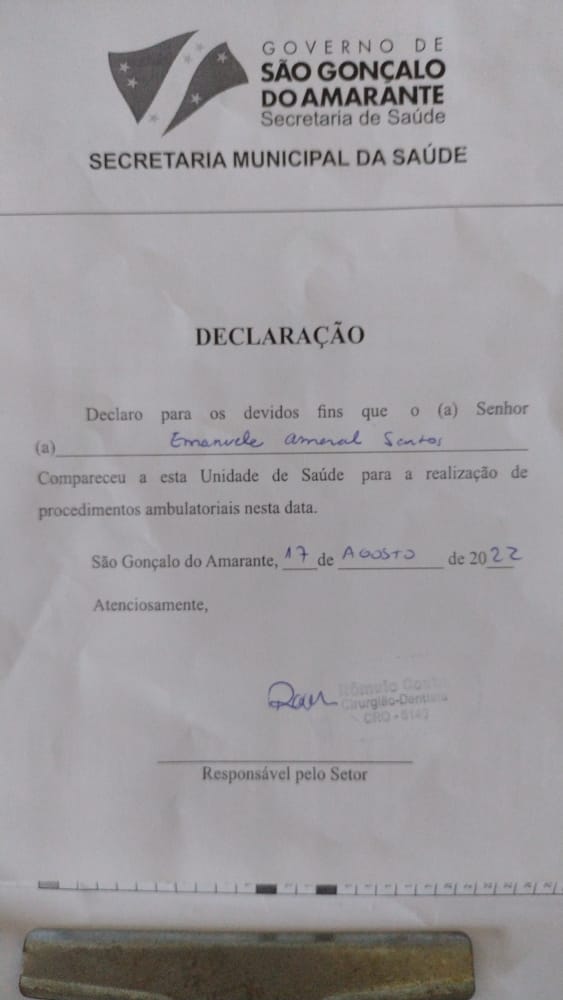 GOVERNO DE
SÃO GONÇALO
DO AMARANTE
Secretaria de Saúde
SECRETARIA MUNICIPAL DA SAÚDE
DECLARAÇÃO
Declaro para os devidos fins que o (a) Senhor
(a) Emanuele Amaral Santos
Compareceu a esta Unidade de Saúde para a realização de
procedimentos ambulatoriais nesta data.
São Gonçalo do Amarante, 17 de AGOSTO de 2022
Atenciosamente,
Rômulo
Cirurgião-Dentista
CRO -
Responsável pelo Setor